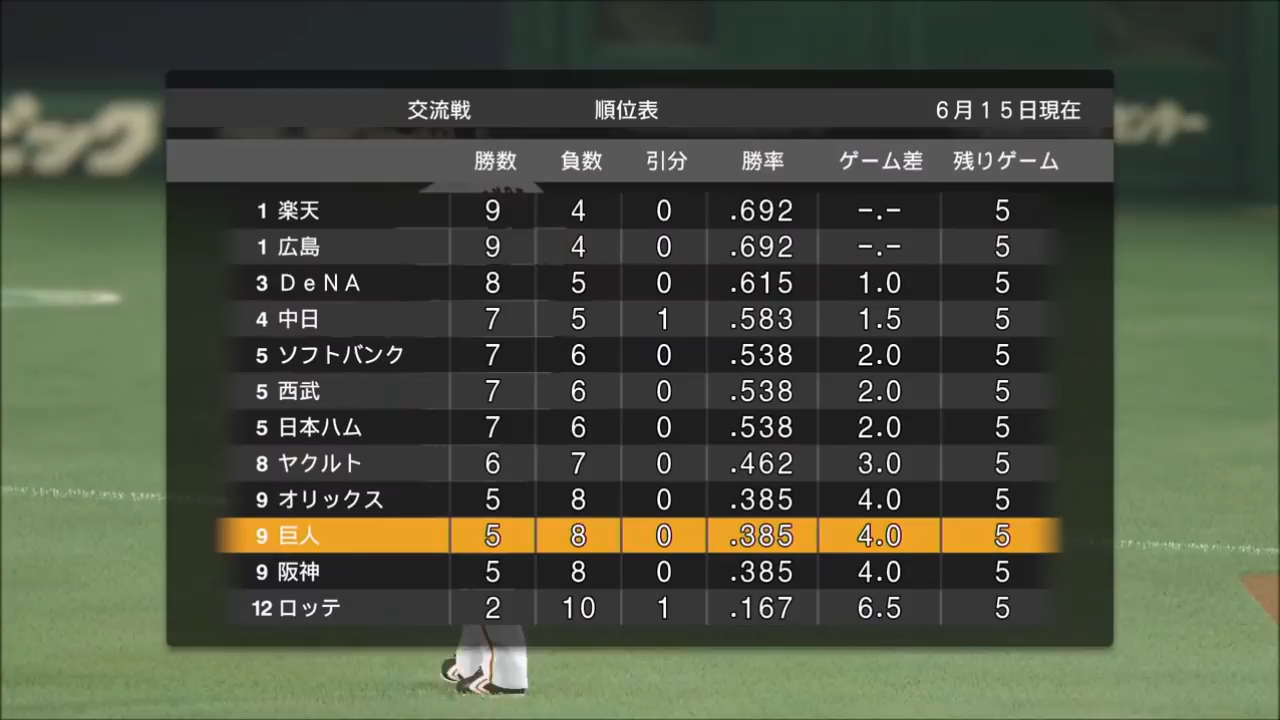 交流戦 順位表 6月15日現在
勝数 負数 引分 勝率 ゲーム差 残りゲーム
1 楽天 9 4 0 .692 -.- 5
1 広島 9 4 0 .692 -.- 5
3 DeNA 8 5 0 .615 1.0 5
4 中日 7 5 1 .583 1.5 5
5 ソフトバンク 7 6 0 .538 2.0 5
5 西武 7 6 0 .538 2.0 5
5 日本ハム 7 6 0 .538 2.0 5
8 ヤクルト 6 7 0 .462 3.0 5
9 オリックス 5 8 0 .385 4.0 5
9 巨人 5 8 0 .385 4.0 5
9 阪神 5 8 0 .385 4.0 5
12 ロッテ 2 10 1 .167 6.5 5